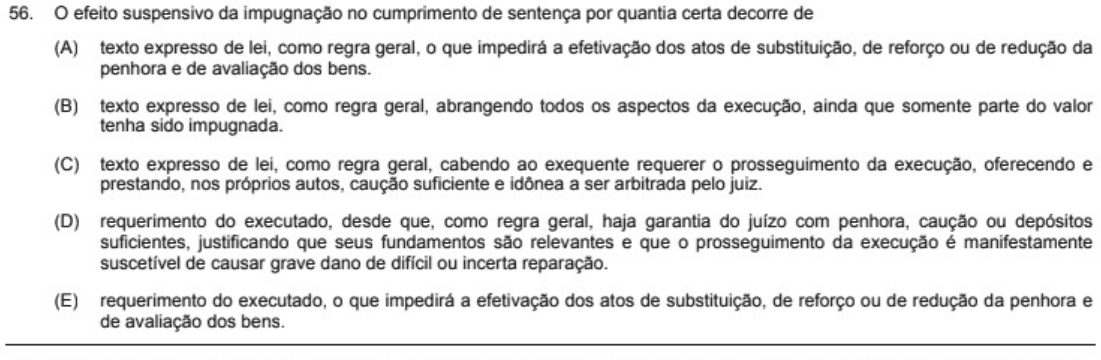 56. O efeito suspensivo da impugnação no cumprimento de sentença por quantia certa decorre de
(A) texto expresso de lei, como regra geral, o que impedirá a efetivação dos atos de substituição, de reforço ou de redução da
penhora e de avaliação dos bens.
(B) texto expresso de lei, como regra geral, abrangendo todos os aspectos da execução, ainda que somente parte do valor
tenha sido impugnada.
(C) texto expresso de lei, como regra geral, cabendo ao exequente requerer o prosseguimento da execução, oferecendo e
prestando, nos próprios autos, caução suficiente e idônea a ser arbitrada pelo juiz.
(D) requerimento do executado, desde que, como regra geral, haja garantia do juízo com penhora, caução ou depósitos
suficientes, justificando que seus fundamentos são relevantes e que o prosseguimento da execução é manifestamente
suscetível de causar grave dano de difícil ou incerta reparação.
(E) requerimento do executado, o que impedirá a efetivação dos atos de substituição, de reforço ou de redução da penhora e
de avaliação dos bens.